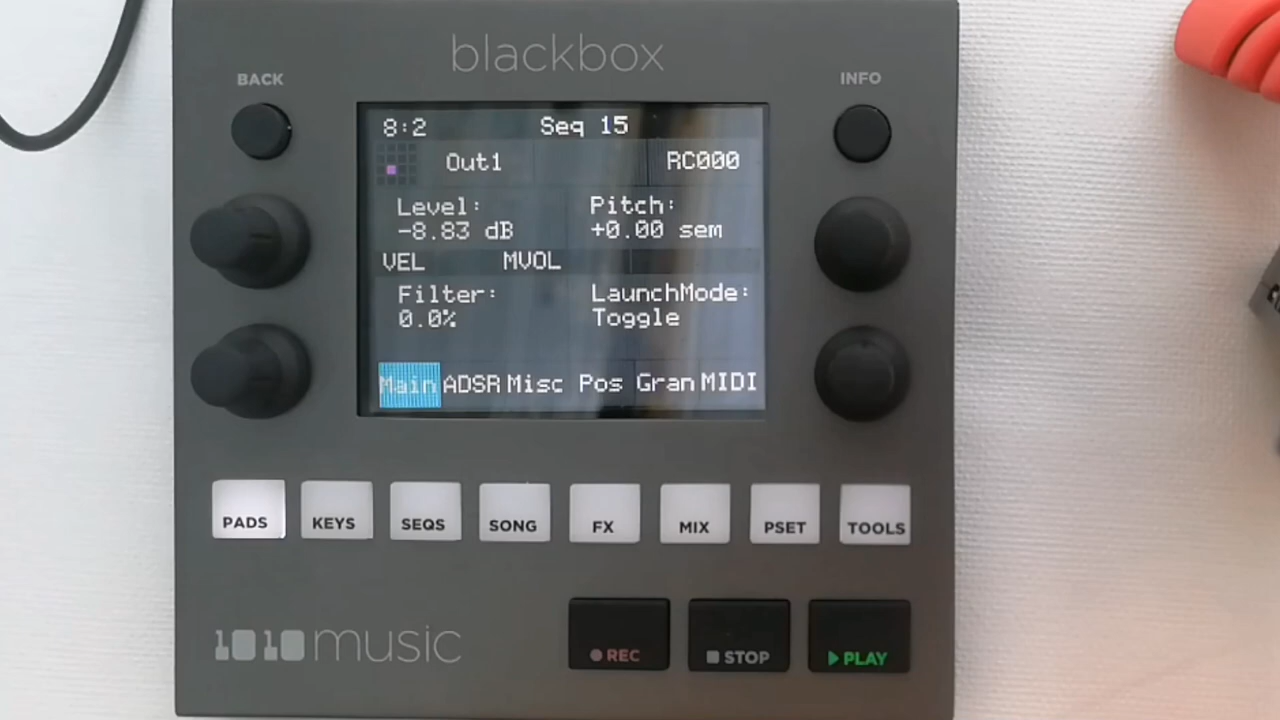 blackbox
BACK
INFO
8:2 Seq 15
Out1 RC000
Level: Pitch:
-8.83 dB +0.00 sem
VEL MVOL
Filter: LaunchMode:
0.0% Toggle
Main ADSR Misc Pos Gran MIDI
PADS KEYS SEQS SONG FX MIX PSET TOOLS
1010music
REC STOP PLAY